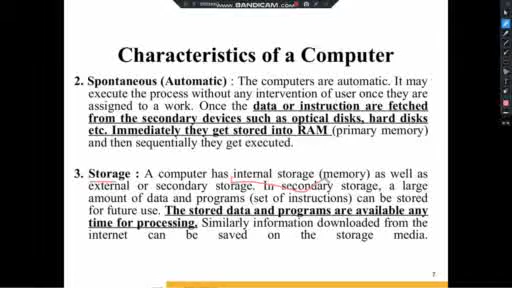 WWW.BANDICAM.COM
Characteristics of a Computer
2. Spontaneous (Automatic) : The computers are automatic. It may
execute the process without any intervention of user once they are
assigned to a work. Once the data or instruction are fetched
from the secondary devices such as optical disks, hard disks
etc. Immediately they get stored into RAM (primary memory)
and then sequentially they get executed.
3. Storage : A computer has internal storage (memory) as well as
external or secondary storage. In secondary storage, a large
amount of data and programs (set of instructions) can be stored
for future use. The stored data and programs are available any
time for processing. Similarly information downloaded from the
internet can be saved on the storage media.
7